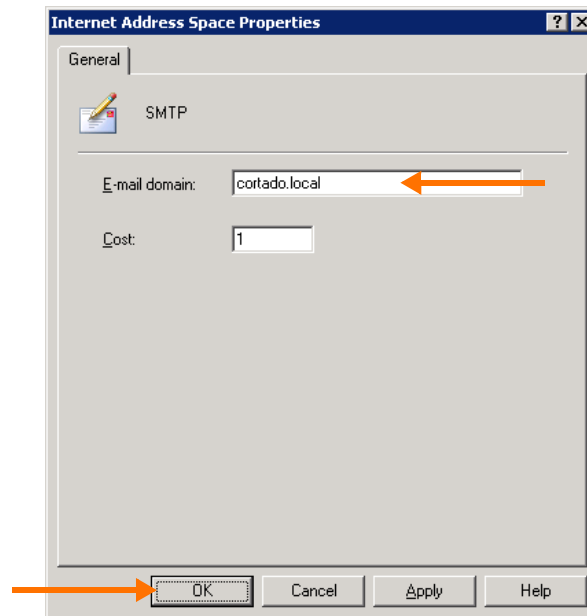 Internet Address Space Properties
General
SMTP
E-mail domain: cortado.local
Cost: 1
OK Cancel Apply Help